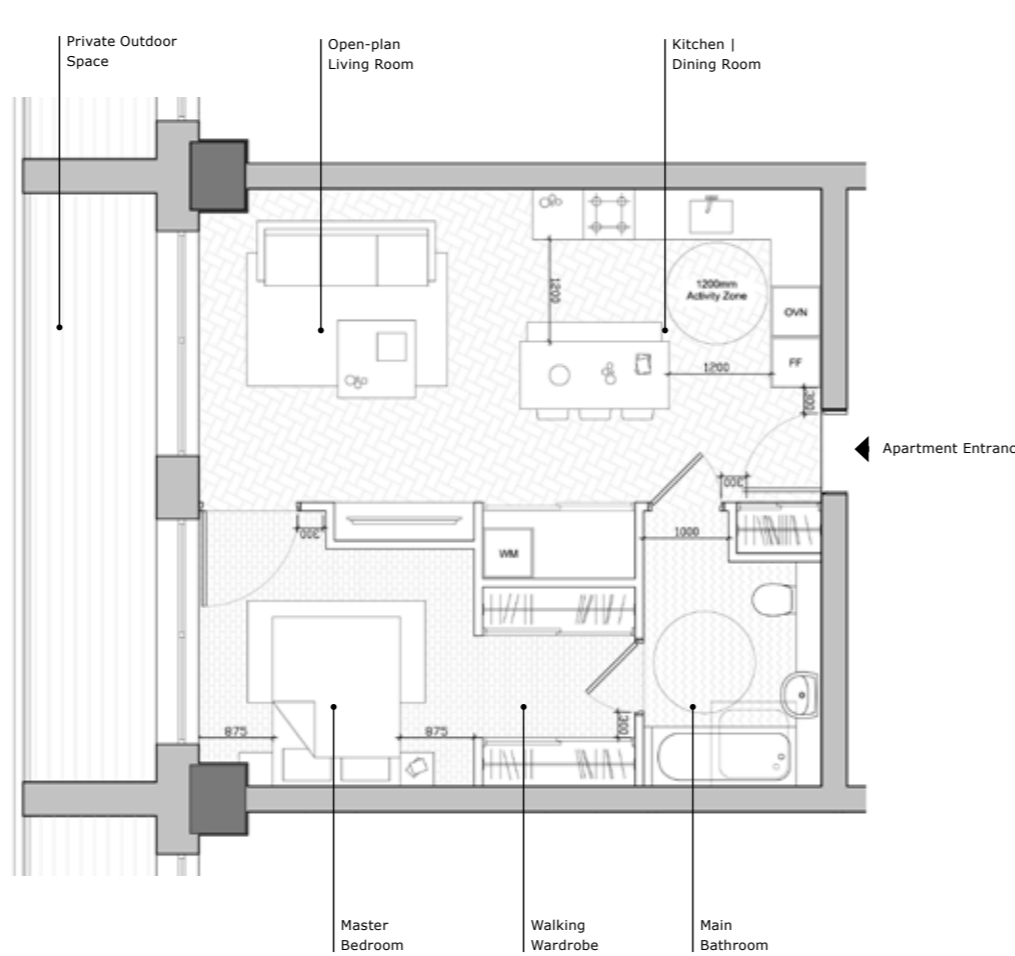 Private Outdoor
Space
Open-plan
Living Room
Kitchen |
Dining Room
1200
1200mm
Activity Zone
OVN
FF
1200
300
Apartment Entranc
300
300
1000
WM
875
875
300
Master
Bedroom
Walking
Wardrobe
Main
Bathroom